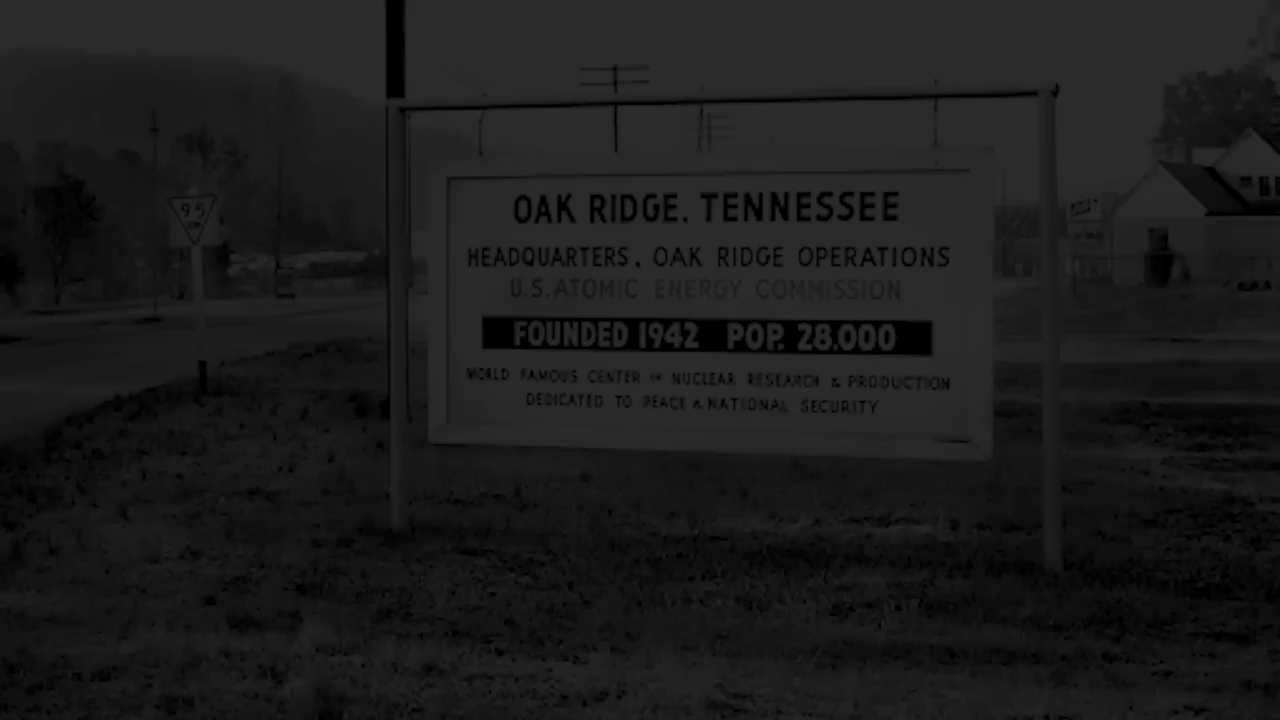 95
OAK RIDGE, TENNESSEE
HEADQUARTERS, OAK RIDGE OPERATIONS
U.S. ATOMIC ENERGY COMMISSION
FOUNDED 1942 POP. 28.000
WORLD FAMOUS CENTER OF NUCLEAR RESEARCH & PRODUCTION
DEDICATED TO PEACE & NATIONAL SECURITY